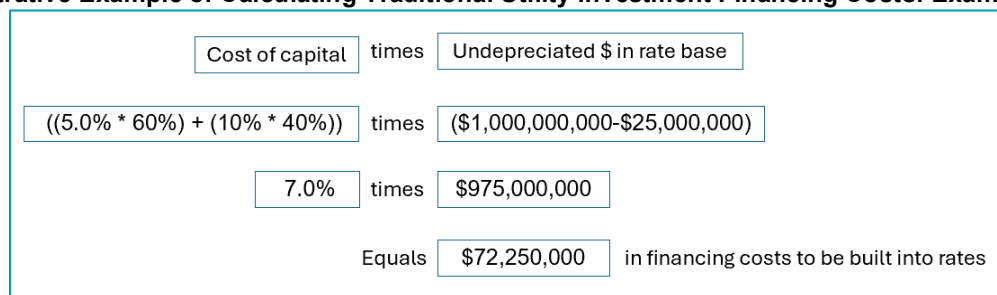 Cost of capital times Undepreciated $ in rate base
((5.0% * 60%) + (10% * 40%)) times ($1,000,000,000-$25,000,000)
7.0% times $975,000,000
Equals $72,250,000 in financing costs to be built into rates